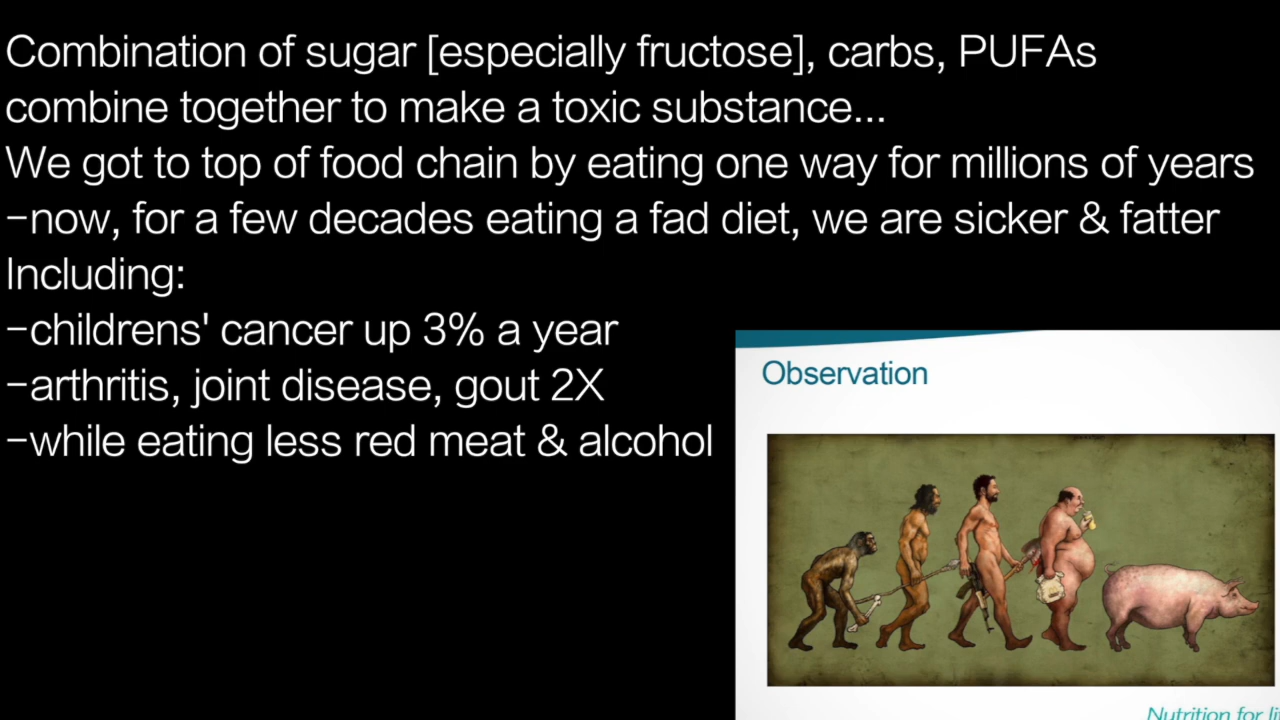 Combination of sugar [especially fructose], carbs, PUFAs
combine together to make a toxic substance...
We got to top of food chain by eating one way for millions of years
-now, for a few decades eating a fad diet, we are sicker & fatter
Including:
-childrens' cancer up 3% a year
-arthritis, joint disease, gout 2X
-while eating less red meat & alcohol
Observation
Nutrition for